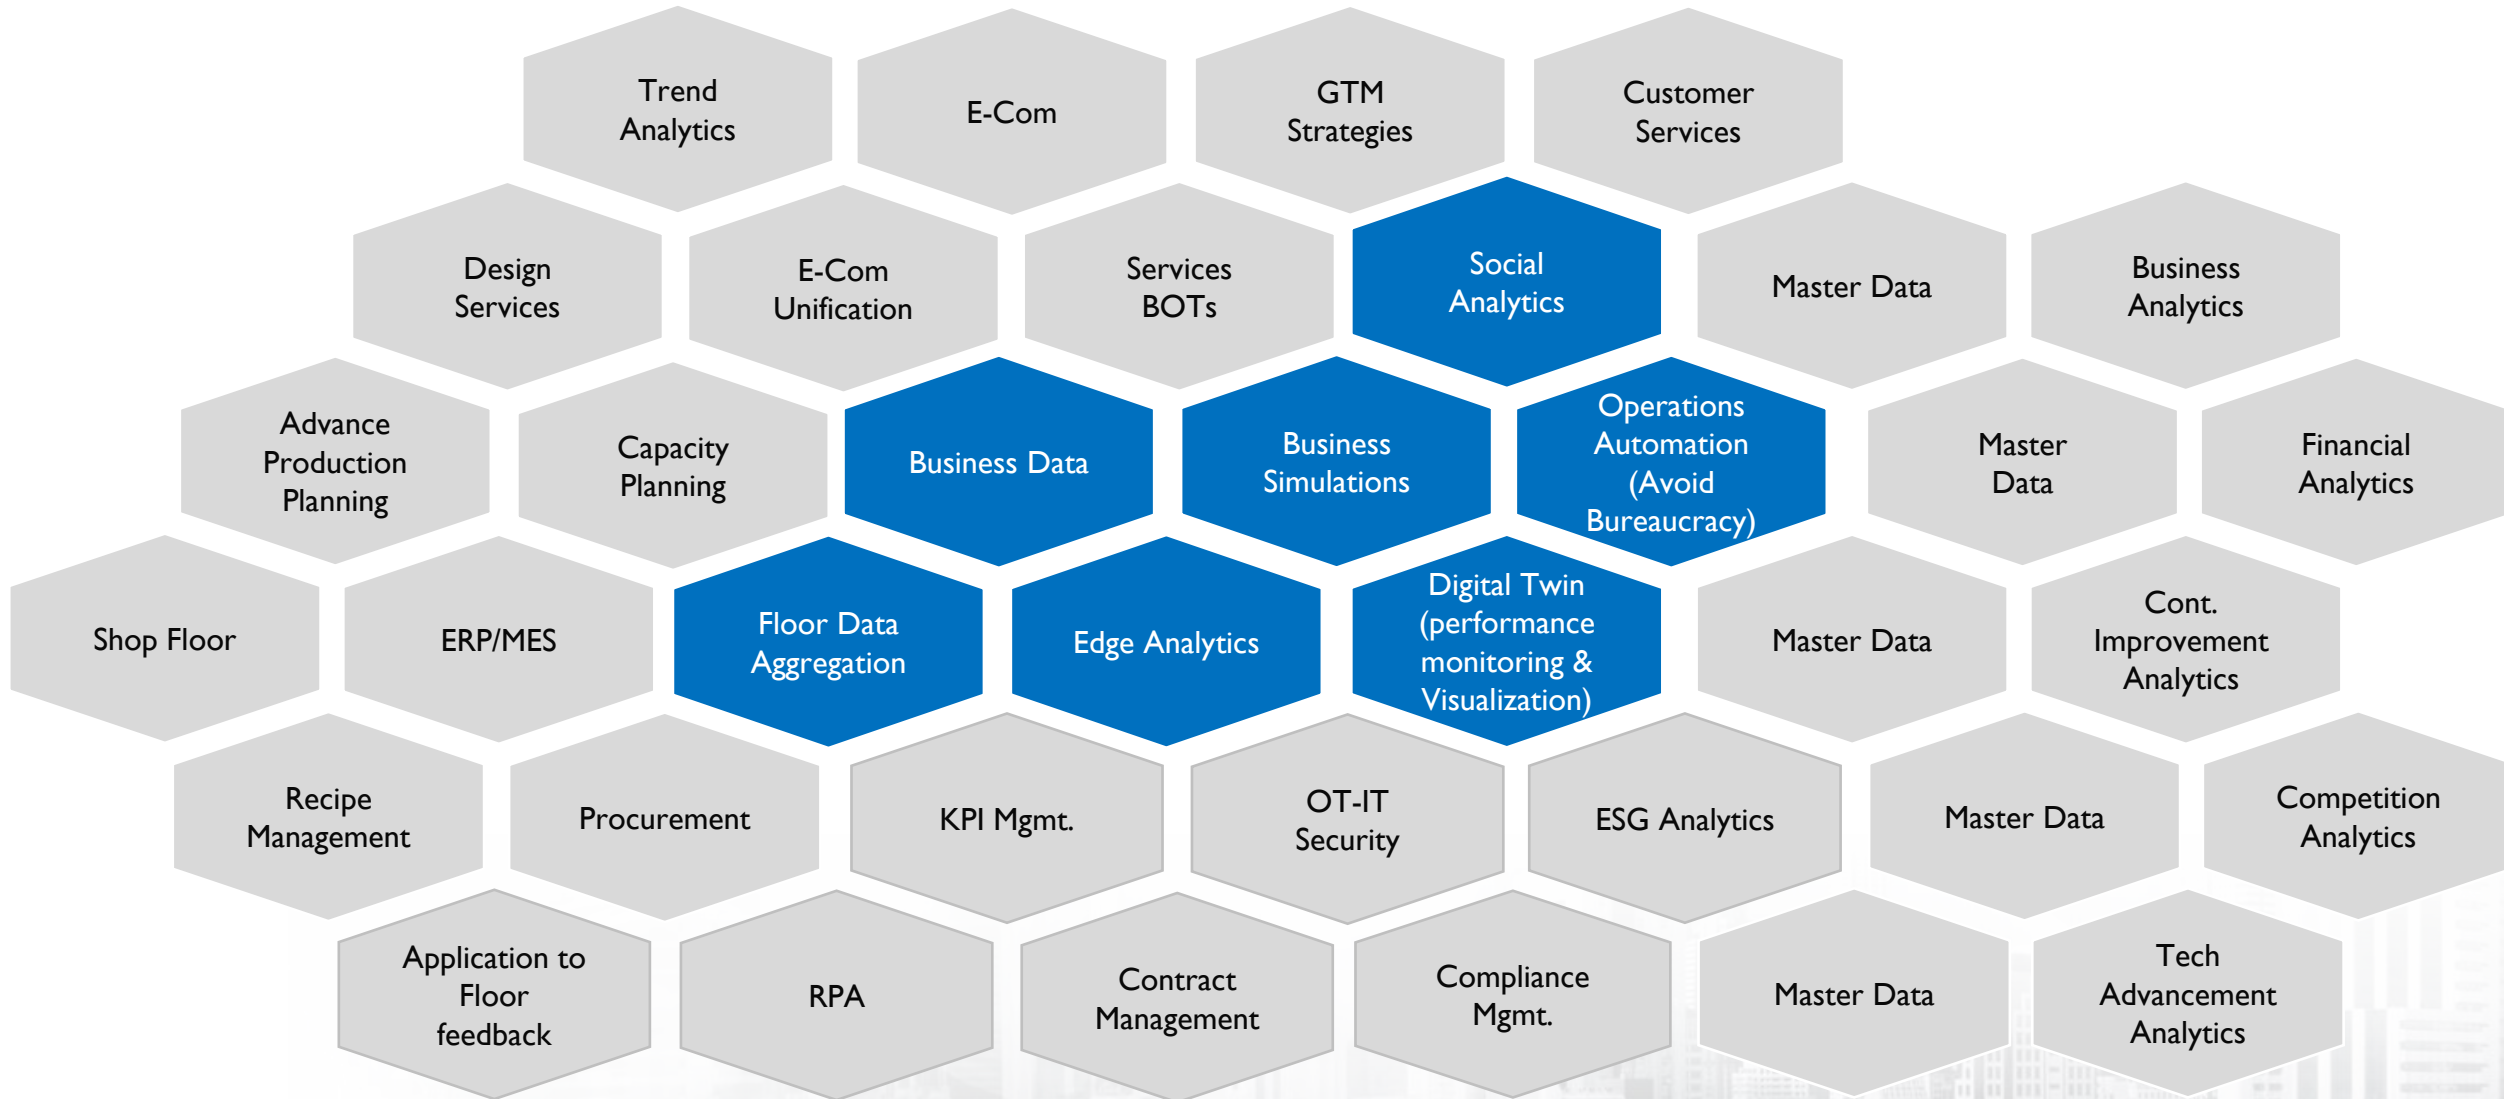 Trend
Analytics
E-Com
GTM
Strategies
Customer
Services
Design
Services
E-Com
Unification
Services
BOTs
Social
Analytics
Master Data
Business
Analytics
Advance
Production
Planning
Capacity
Planning
Business Data
Business
Simulations
Operations
Automation
(Avoid
Bureaucracy)
Master
Data
Financial
Analytics
Shop Floor
ERP/MES
Floor Data
Aggregation
Edge Analytics
Digital Twin
(performance
monitoring &
Visualization)
Master Data
Cont.
Improvement
Analytics
Recipe
Management
Procurement
KPI Mgmt.
OT-IT
Security
ESG Analytics
Master Data
Competition
Analytics
Application to
Floor
feedback
RPA
Contract
Management
Compliance
Mgmt.
Master Data
Tech
Advancement
Analytics